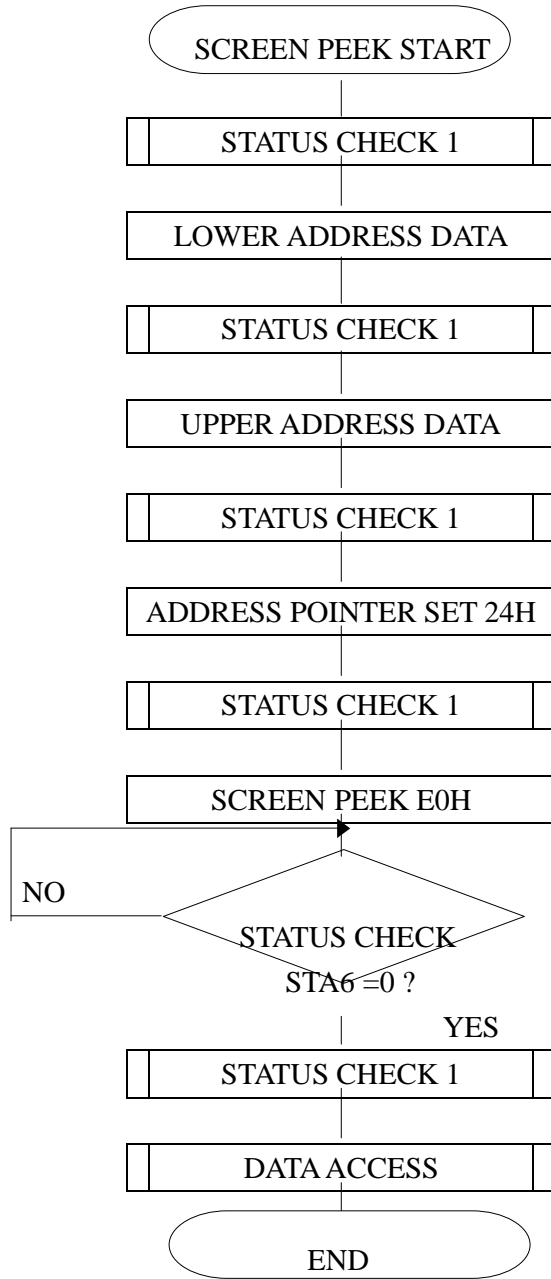 SCREEN PEEK START
STATUS CHECK 1
LOWER ADDRESS DATA
STATUS CHECK 1
UPPER ADDRESS DATA
STATUS CHECK 1
ADDRESS POINTER SET 24H
STATUS CHECK 1
SCREEN PEEK E0H
NO
STATUS CHECK
STA6 =0 ?
YES
STATUS CHECK 1
DATA ACCESS
END